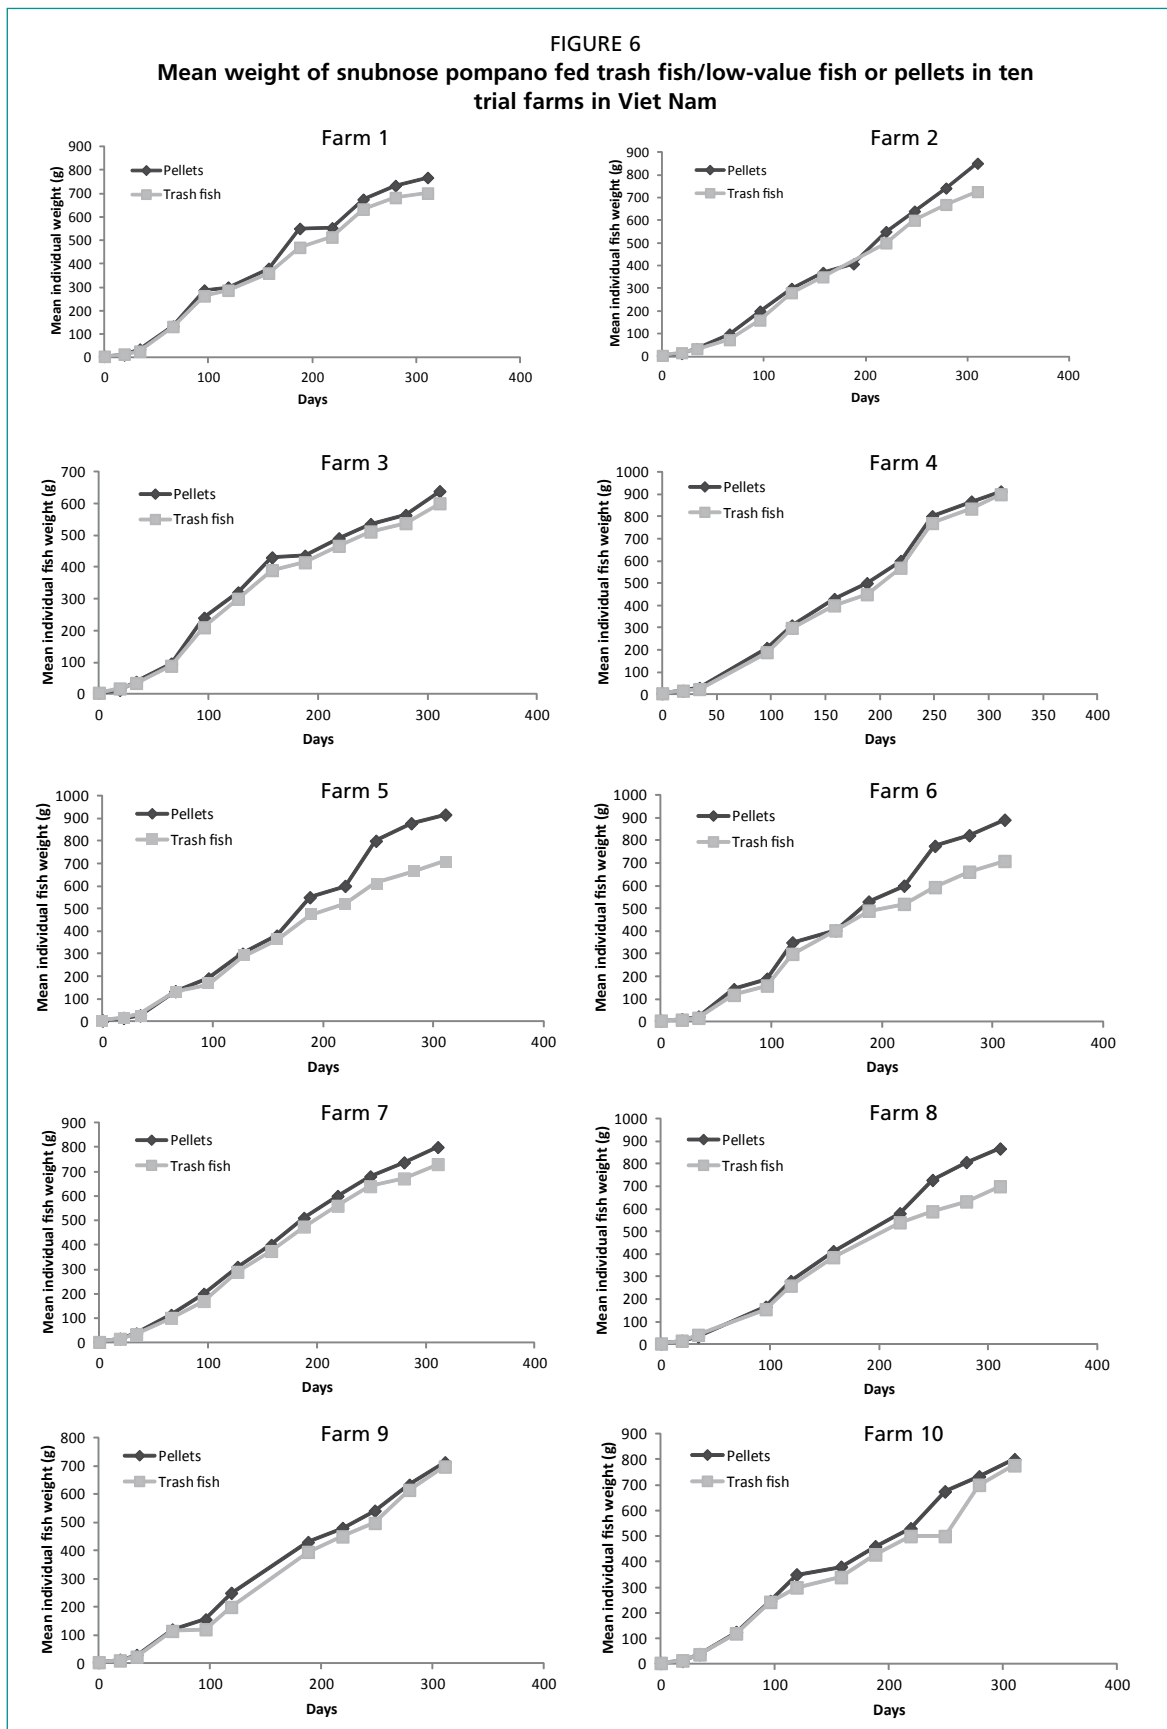 FIGURE 6
Mean weight of snubnose pompano fed trash fish/low-value fish or pellets in ten
trial farms in Viet Nam
Farm 1
Mean individual weight (g)
900
800
700
600
500
400
300
200
100
0
Pellets
Trash fish
0 100 200 300 400
Days
Farm 2
Mean individual fish weight (g)
900
800
700
600
500
400
300
200
100
0
Pellets
Trash fish
0 100 200 300 400
Days
Farm 3
Mean individual fish weight (g)
700
600
500
400
300
200
100
0
Pellets
Trash fish
0 100 200 300 400
Days
Farm 4
Mean individual fish weight (g)
1000
900
800
700
600
500
400
300
200
100
0
Pellets
Trash fish
0 50 100 150 200 250 300 350 400
Days
Farm 5
Mean individual fish weight (g)
1000
900
800
700
600
500
400
300
200
100
0
Pellets
Trash fish
0 100 200 300 400
Days
Farm 6
Mean individual fish weight (g)
1000
900
800
700
600
500
400
300
200
100
0
Pellets
Trash fish
0 100 200 300 400
Days
Farm 7
Mean individual fish weight (g)
900
800
700
600
500
400
300
200
100
0
Pellets
Trash fish
0 100 200 300 400
Days
Farm 8
Mean individual fish weight (g)
1000
900
800
700
600
500
400
300
200
100
0
Pellets
Trash fish
0 100 200 300 400
Days
Farm 9
Mean individual fish weight (g)
800
700
600
500
400
300
200
100
0
Pellets
Trash fish
0 100 200 300 400
Days
Farm 10
Mean individual fish weight (g)
900
800
700
600
500
400
300
200
100
0
Pellets
Trash fish
0 100 200 300 400
Days